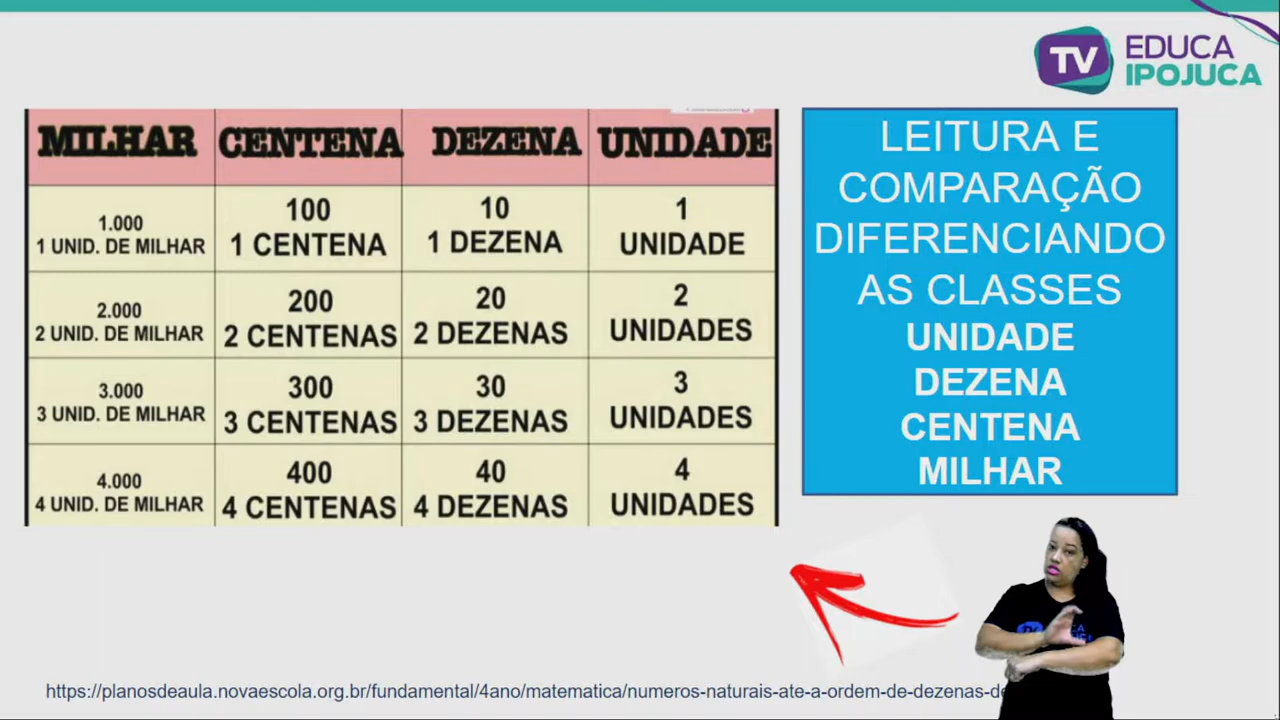 TV EDUCA
IPOJUCA
MILHAR CENTENA DEZENA UNIDADE
1.000 100 10 1
1 UNID. DE MILHAR 1 CENTENA 1 DEZENA UNIDADE
2.000 200 20 2
2 UNID. DE MILHAR 2 CENTENAS 2 DEZENAS UNIDADES
3.000 300 30 3
3 UNID. DE MILHAR 3 CENTENAS 3 DEZENAS UNIDADES
4.000 400 40 4
4 UNID. DE MILHAR 4 CENTENAS 4 DEZENAS UNIDADES
LEITURA E
COMPARAÇÃO
DIFERENCIANDO
AS CLASSES
UNIDADE
DEZENA
CENTENA
MILHAR
https://planosdeaula.novaescola.org.br/fundamental/4ano/matematica/numeros-naturais-ate-a-ordem-de-dezenas-de